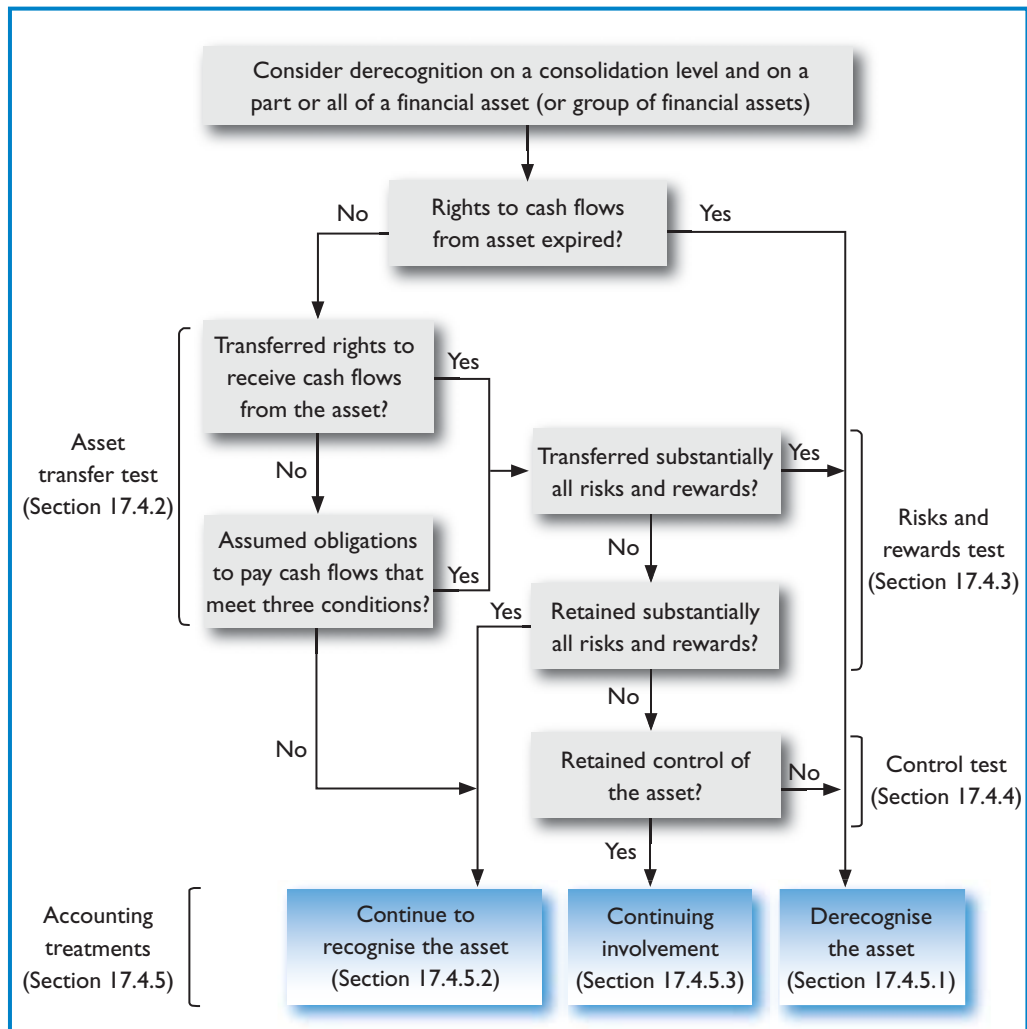 Consider derecognition on a consolidation level and on a
part or all of a financial asset (or group of financial assets)
No
Rights to cash flows
from asset expired?
Yes
Transferred rights to
receive cash flows
from the asset?
Yes
Asset
transfer test
(Section 17.4.2)
No
Transferred substantially
all risks and rewards?
Yes
Assumed obligations
to pay cash flows that
meet three conditions?
Yes
No
Risks and
rewards test
(Section 17.4.3)
Yes
Retained substantially
all risks and rewards?
No
No
Retained control of
the asset?
No
Control test
(Section 17.4.4)
Yes
Accounting
treatments
(Section 17.4.5)
Continue to
recognise the asset
(Section 17.4.5.2)
Continuing
involvement
(Section 17.4.5.3)
Derecognise
the asset
(Section 17.4.5.1)